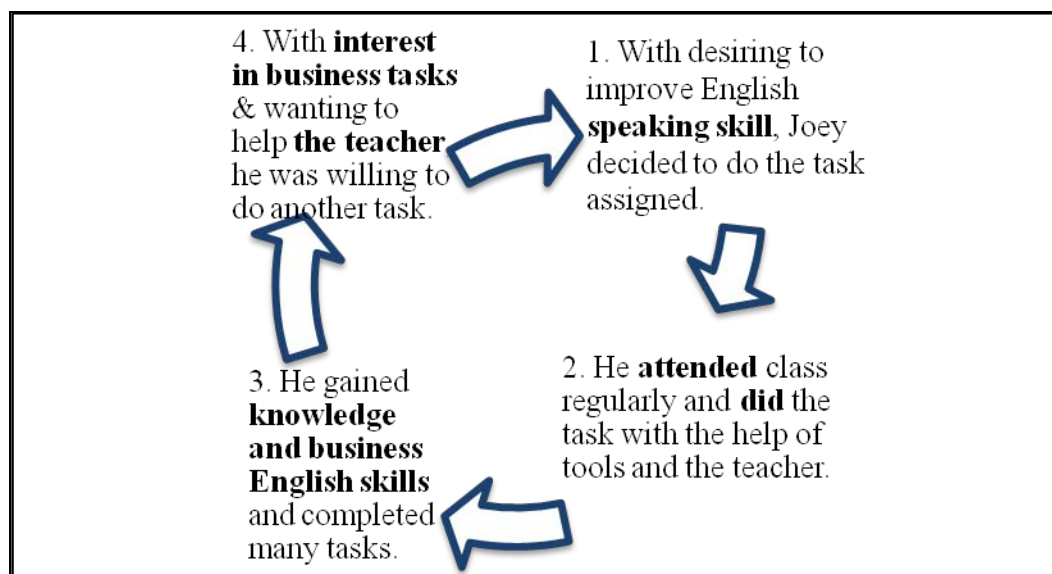 4. With interest
in business tasks
& wanting to
help the teacher
he was willing to
do another task.
1. With desiring to
improve English
speaking skill, Joey
decided to do the task
assigned.
2. He attended class
regularly and did the
task with the help of
tools and the teacher.
3. He gained
knowledge
and business
English skills
and completed
many tasks.